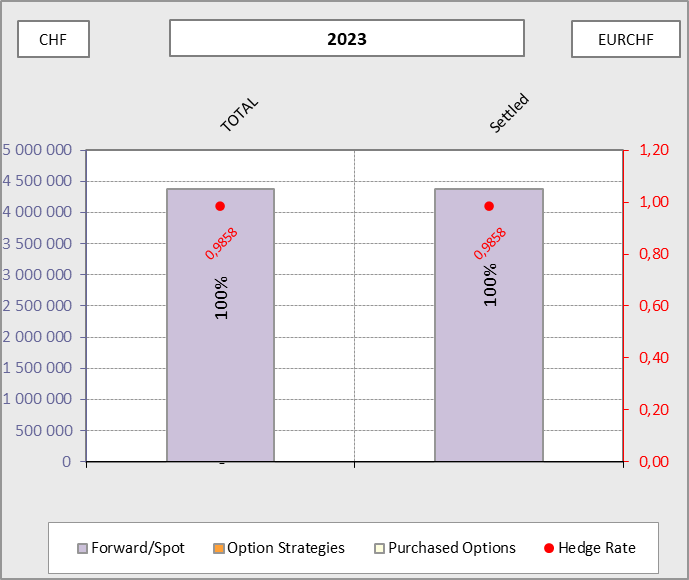 CHF
2023
EURCHF
TOTAL
Settled
5 000 000
4 500 000
4 000 000
3 500 000
3 000 000
2 500 000
2 000 000
1 500 000
1 000 000
500 000
0
1,20
1,00
0,80
0,60
0,40
0,20
0,00
0,9858
100%
0,9858
100%
Forward/Spot
Option Strategies
Purchased Options
Hedge Rate